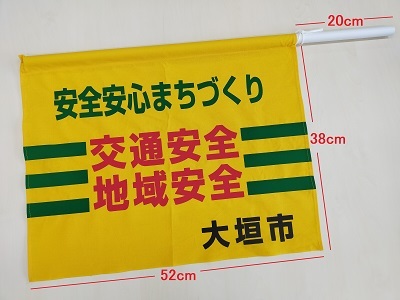 20cm
安全安心まちづくり
交通安全
38cm
地域安全
大垣市
52cm